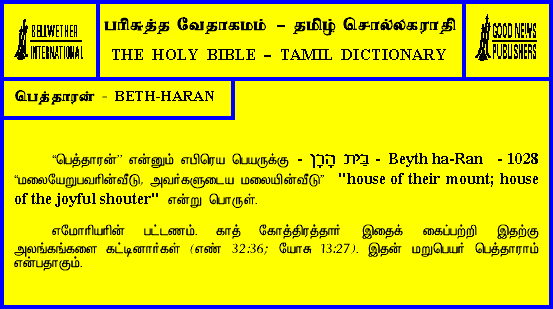 BELLWETHER
INTERNATIONAL
பரிசுத்த வேதாகமம் – தமிழ் சொல்லகராதி
THE HOLY BIBLE – TAMIL DICTIONARY
GOOD NEWS
PUBLISHERS
பெத்தாரன் - BETH-HARAN
“பெத்தாரன்” என்னும் எபிரெய பெயருக்கு - בֵּית הָרָן - Beyth ha-Ran - 1028
“மலையேறுபவரின்வீடு, அவர்களுடைய மலையின்வீடு” "house of their mount; house
of the joyful shouter" என்று பொருள்.
எமோரியரின் பட்டணம். காத் கோத்திரத்தார் இதைக் கைப்பற்றி இதற்கு
அலங்கங்களை கட்டினார்கள் (எண் 32:36; யோசு 13:27). இதன் மறுபெயர் பெத்தாராம்
என்பதாகும்.